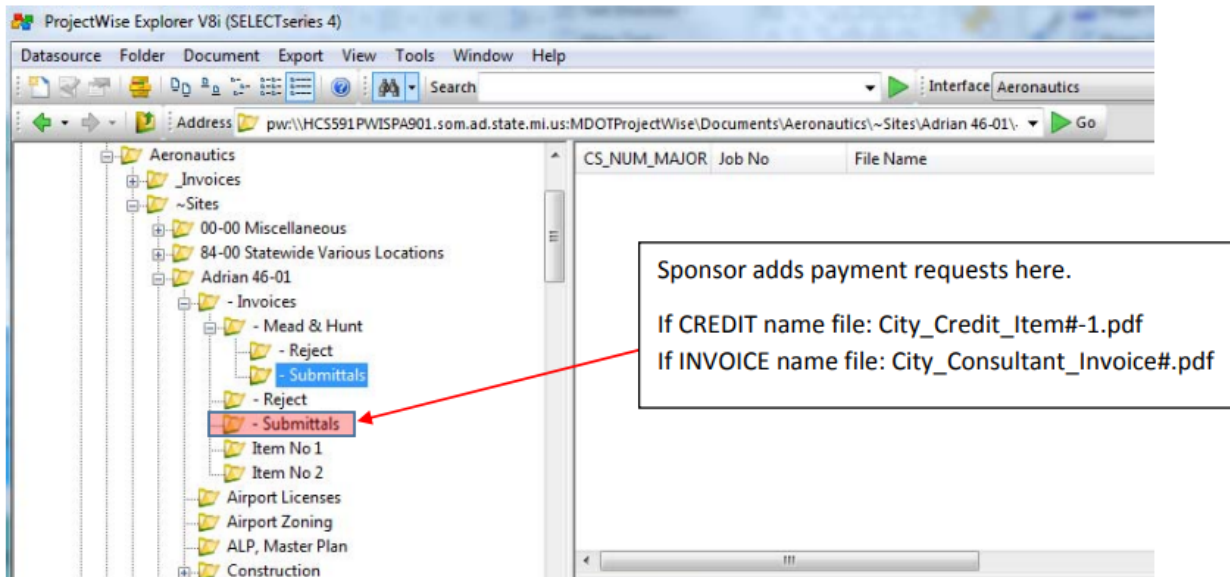 ProjectWise Explorer V8i (SELECTseries 4)
Datasource Folder Document Export View Tools Window Help
Search Interface Aeronautics
Address pw:\\HCS591PWISPA901.som.ad.state.mi.us:MDOTProjectWise\Documents\Aeronautics\~Sites\Adrian 46-01\- Go
Aeronautics
_Invoices
~Sites
00-00 Miscellaneous
84-00 Statewide Various Locations
Adrian 46-01
- Invoices
- Mead & Hunt
- Reject
- Submittals
- Reject
- Submittals
Item No 1
Item No 2
Airport Licenses
Airport Zoning
ALP, Master Plan
Construction
CS_NUM_MAJOR Job No File Name
Sponsor adds payment requests here.
If CREDIT name file: City_Credit_Item#-1.pdf
If INVOICE name file: City_Consultant_Invoice#.pdf